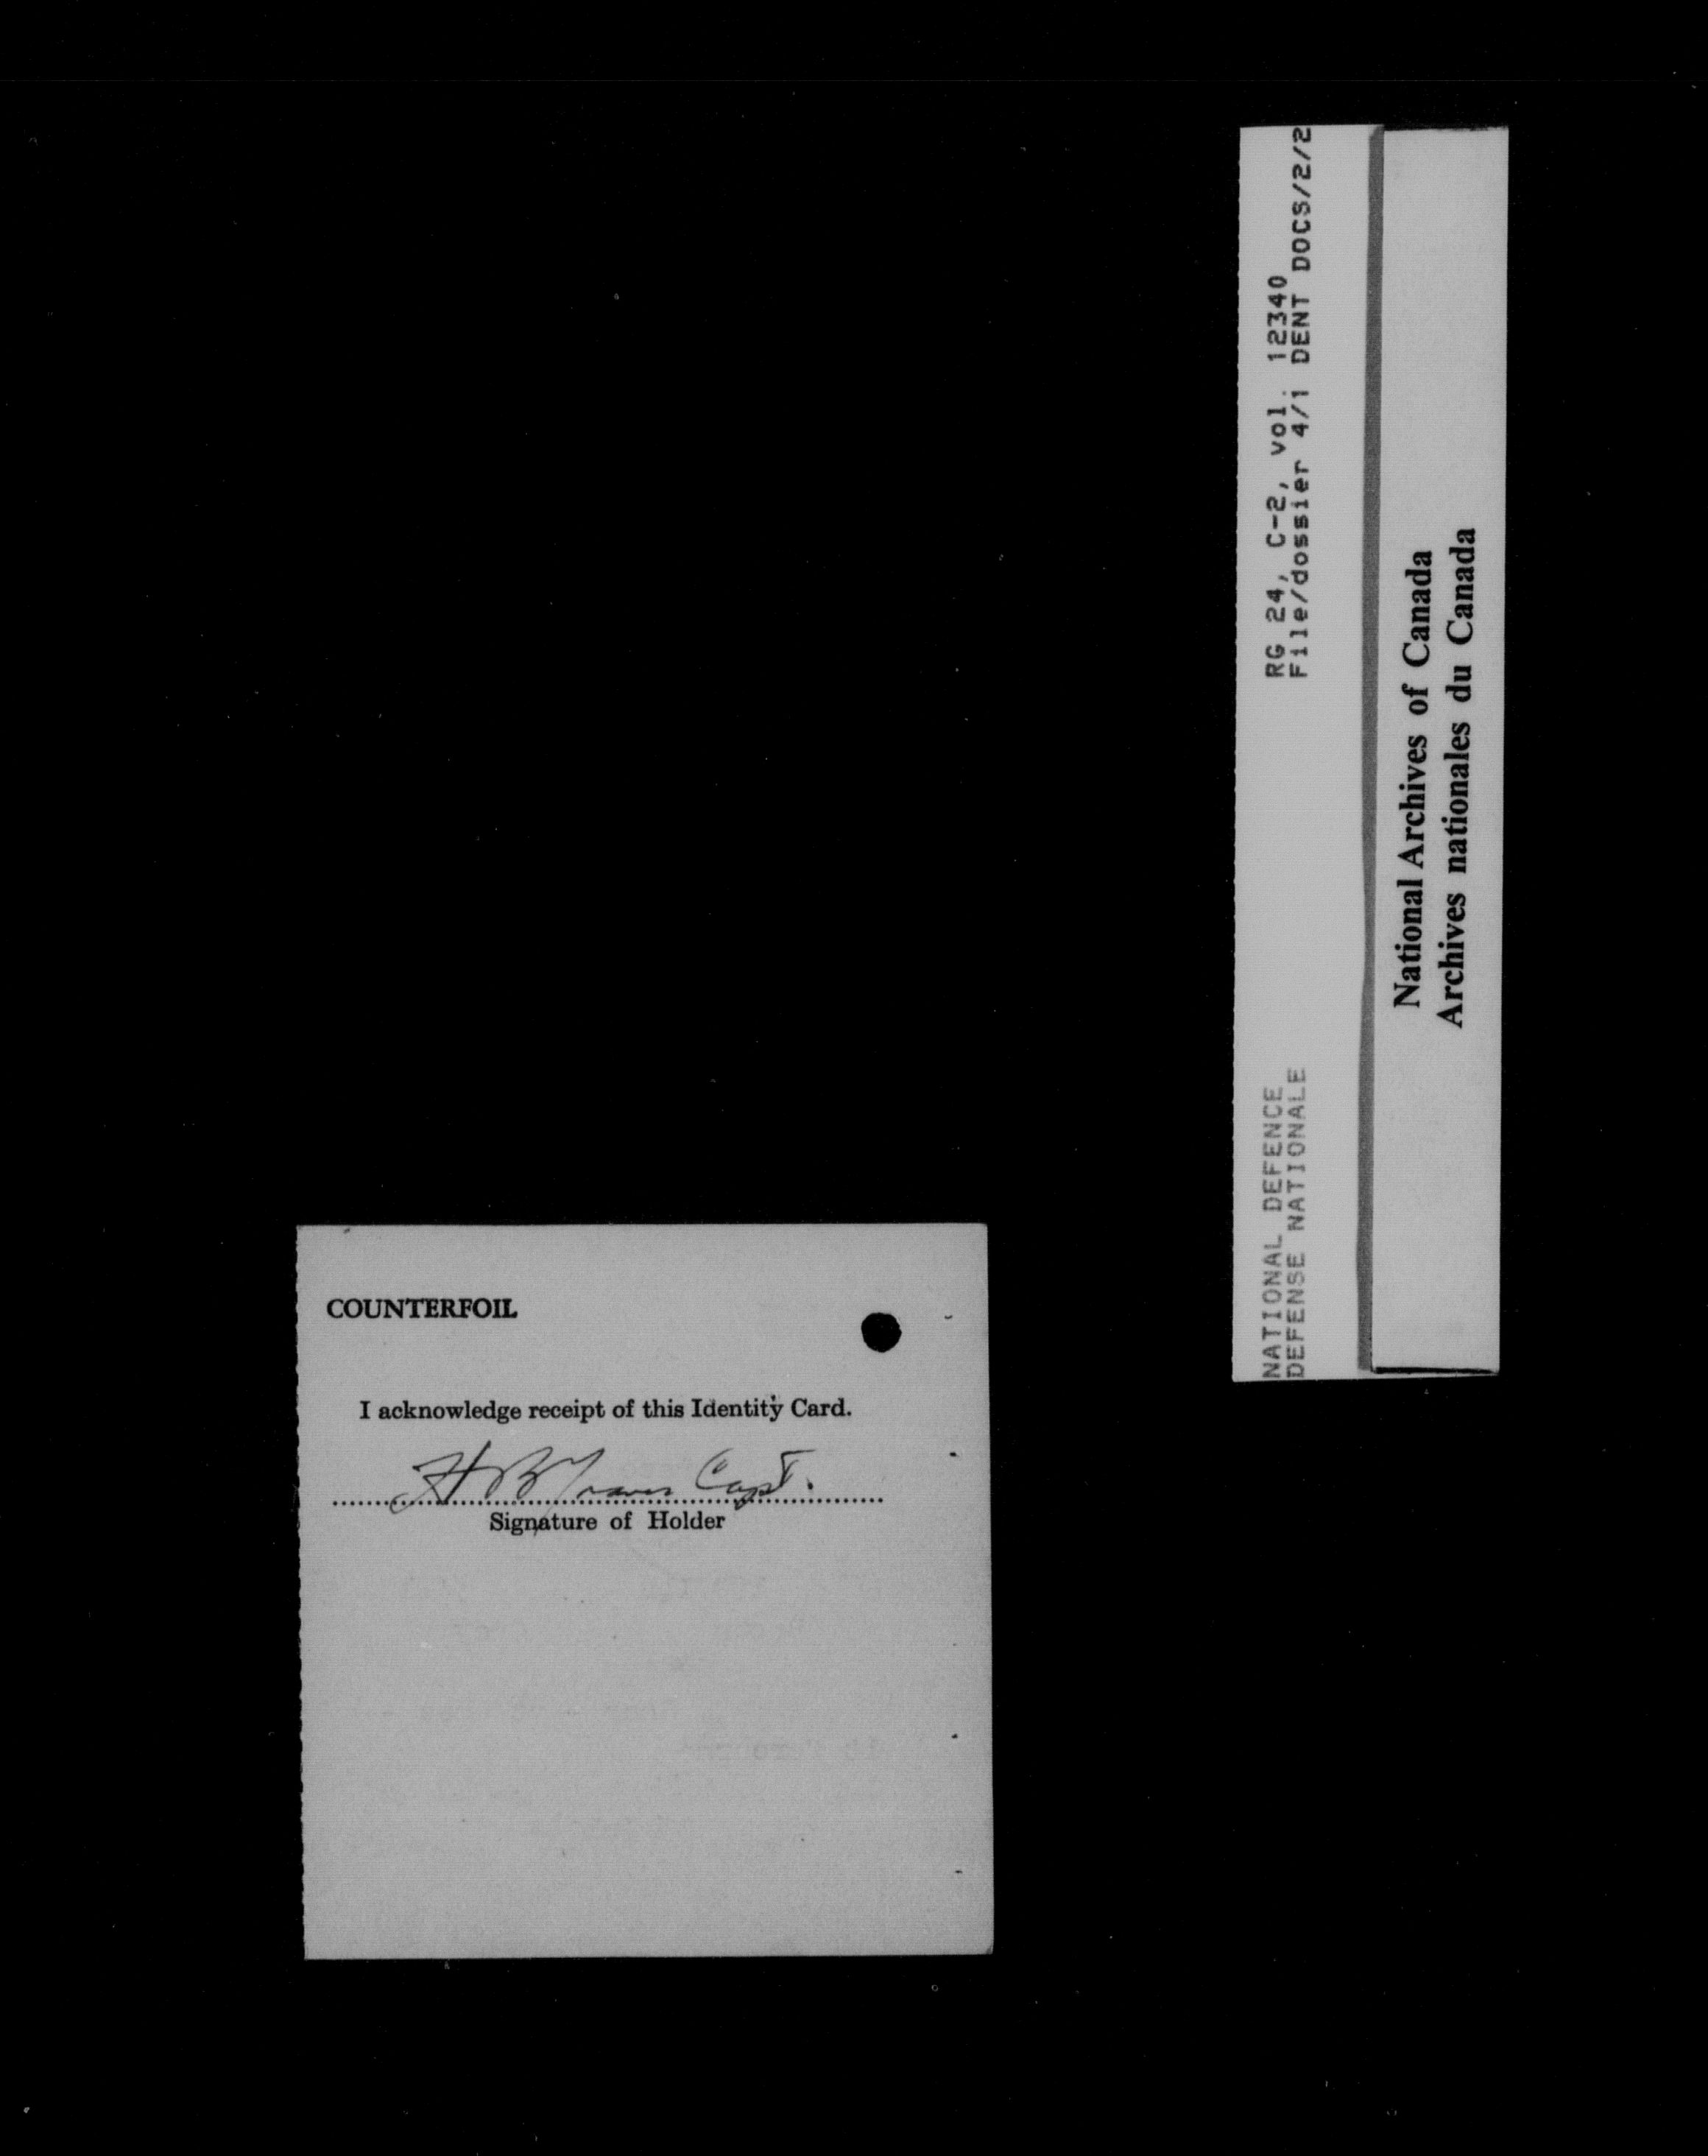 COUNTERFOIL
I acknowledge receipt of this Identity Card.
H B Capt.
Signature of Holder
NATIONAL DEFENCE
DEFENSE NATIONALE
RG 24, C-2, vol. 12340
File/dossier 4/1 DENT DOCS/2/2
National Archives of Canada
Archives nationales du Canada